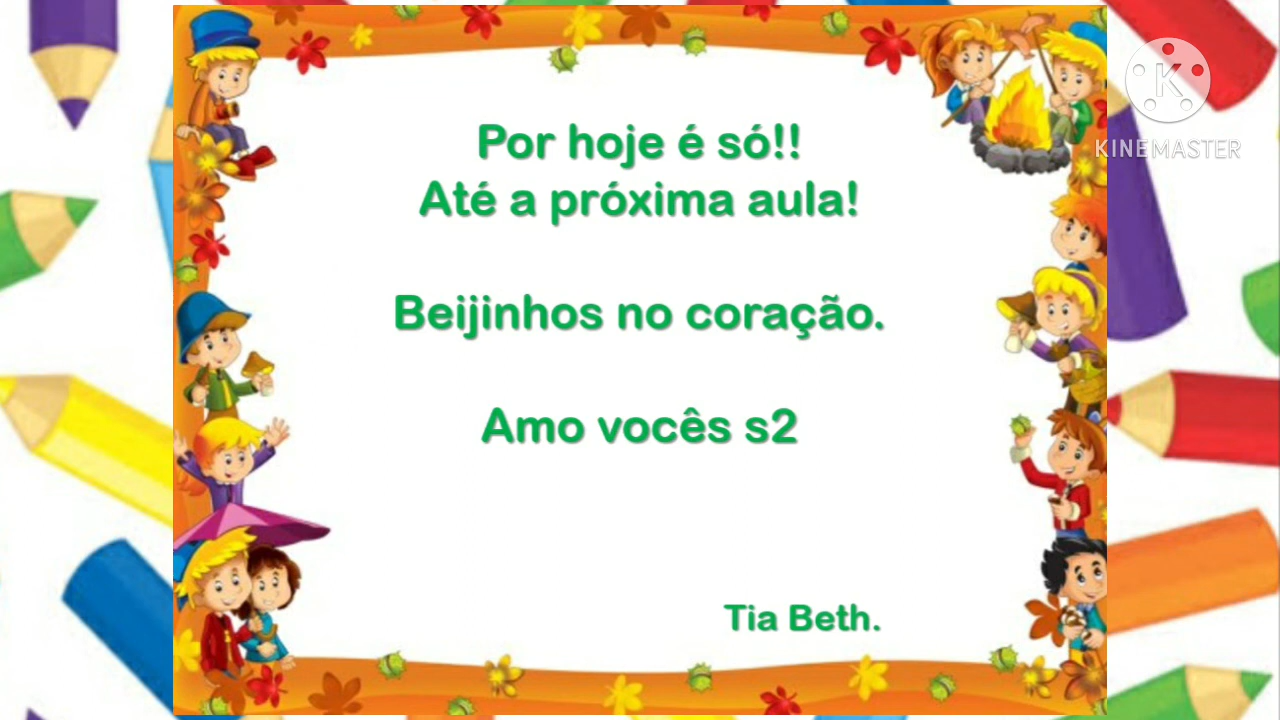 Por hoje é só!!
Até a próxima aula!
Beijinhos no coração.
Amo vocês s2
Tia Beth.
K
KINEMASTER